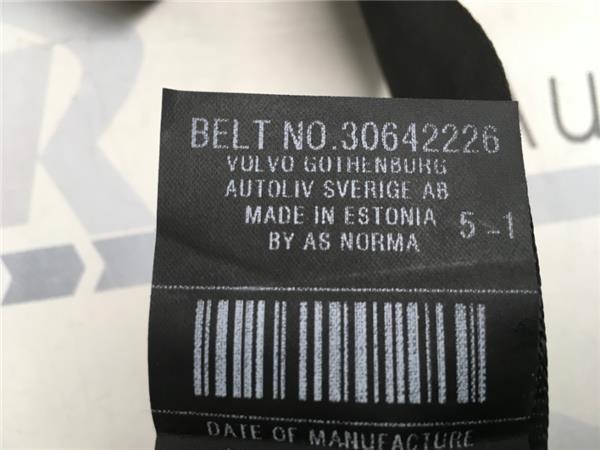 BELT NO.30642226
VOLVO GOTHENBURG
AUTOLIV SVERIGE AB
MADE IN ESTONIA 5-1
BY AS NORMA
DATE OF MANUFACTURE